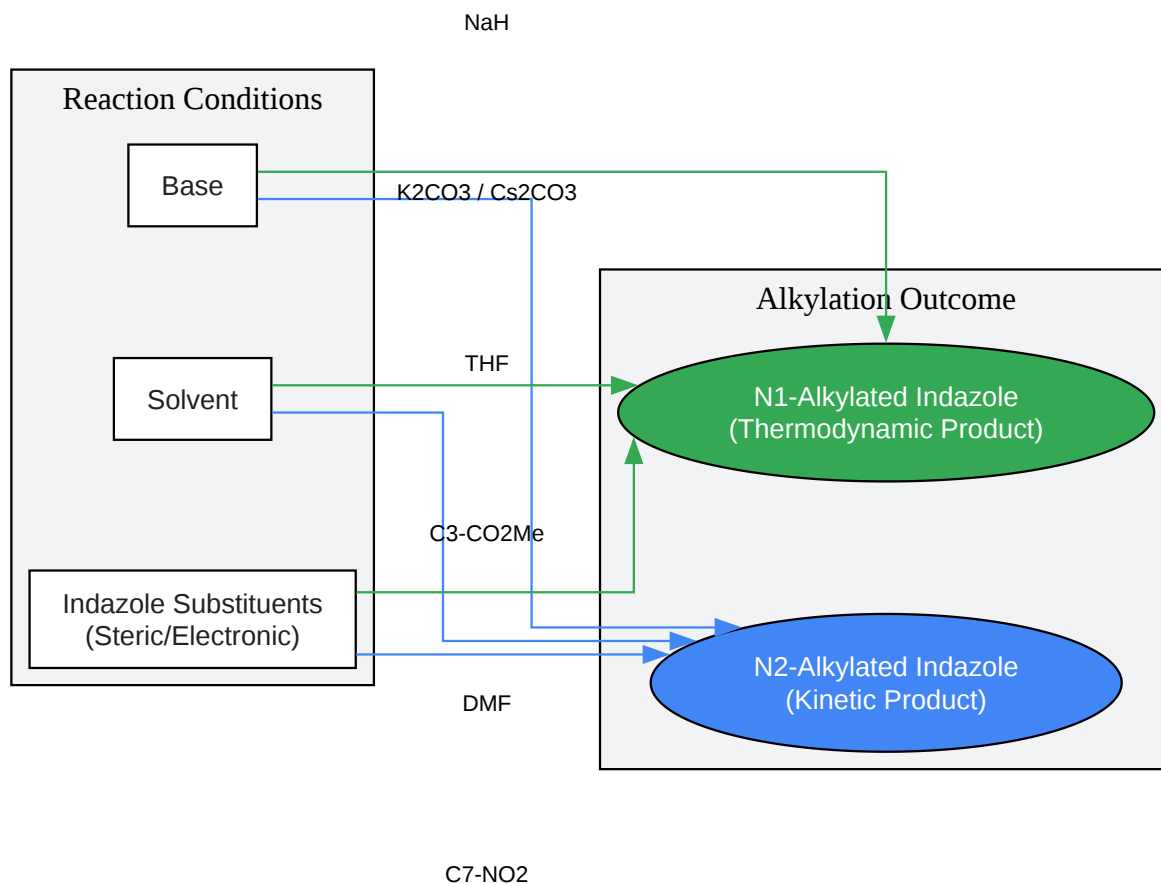 NaH
Reaction Conditions
Base
K2CO3 / Cs2CO3
Alkylation Outcome
THF
Solvent
N1-Alkylated Indazole
(Thermodynamic Product)
C3-CO2Me
Indazole Substituents
(Steric/Electronic)
N2-Alkylated Indazole
(Kinetic Product)
DMF
C7-NO2